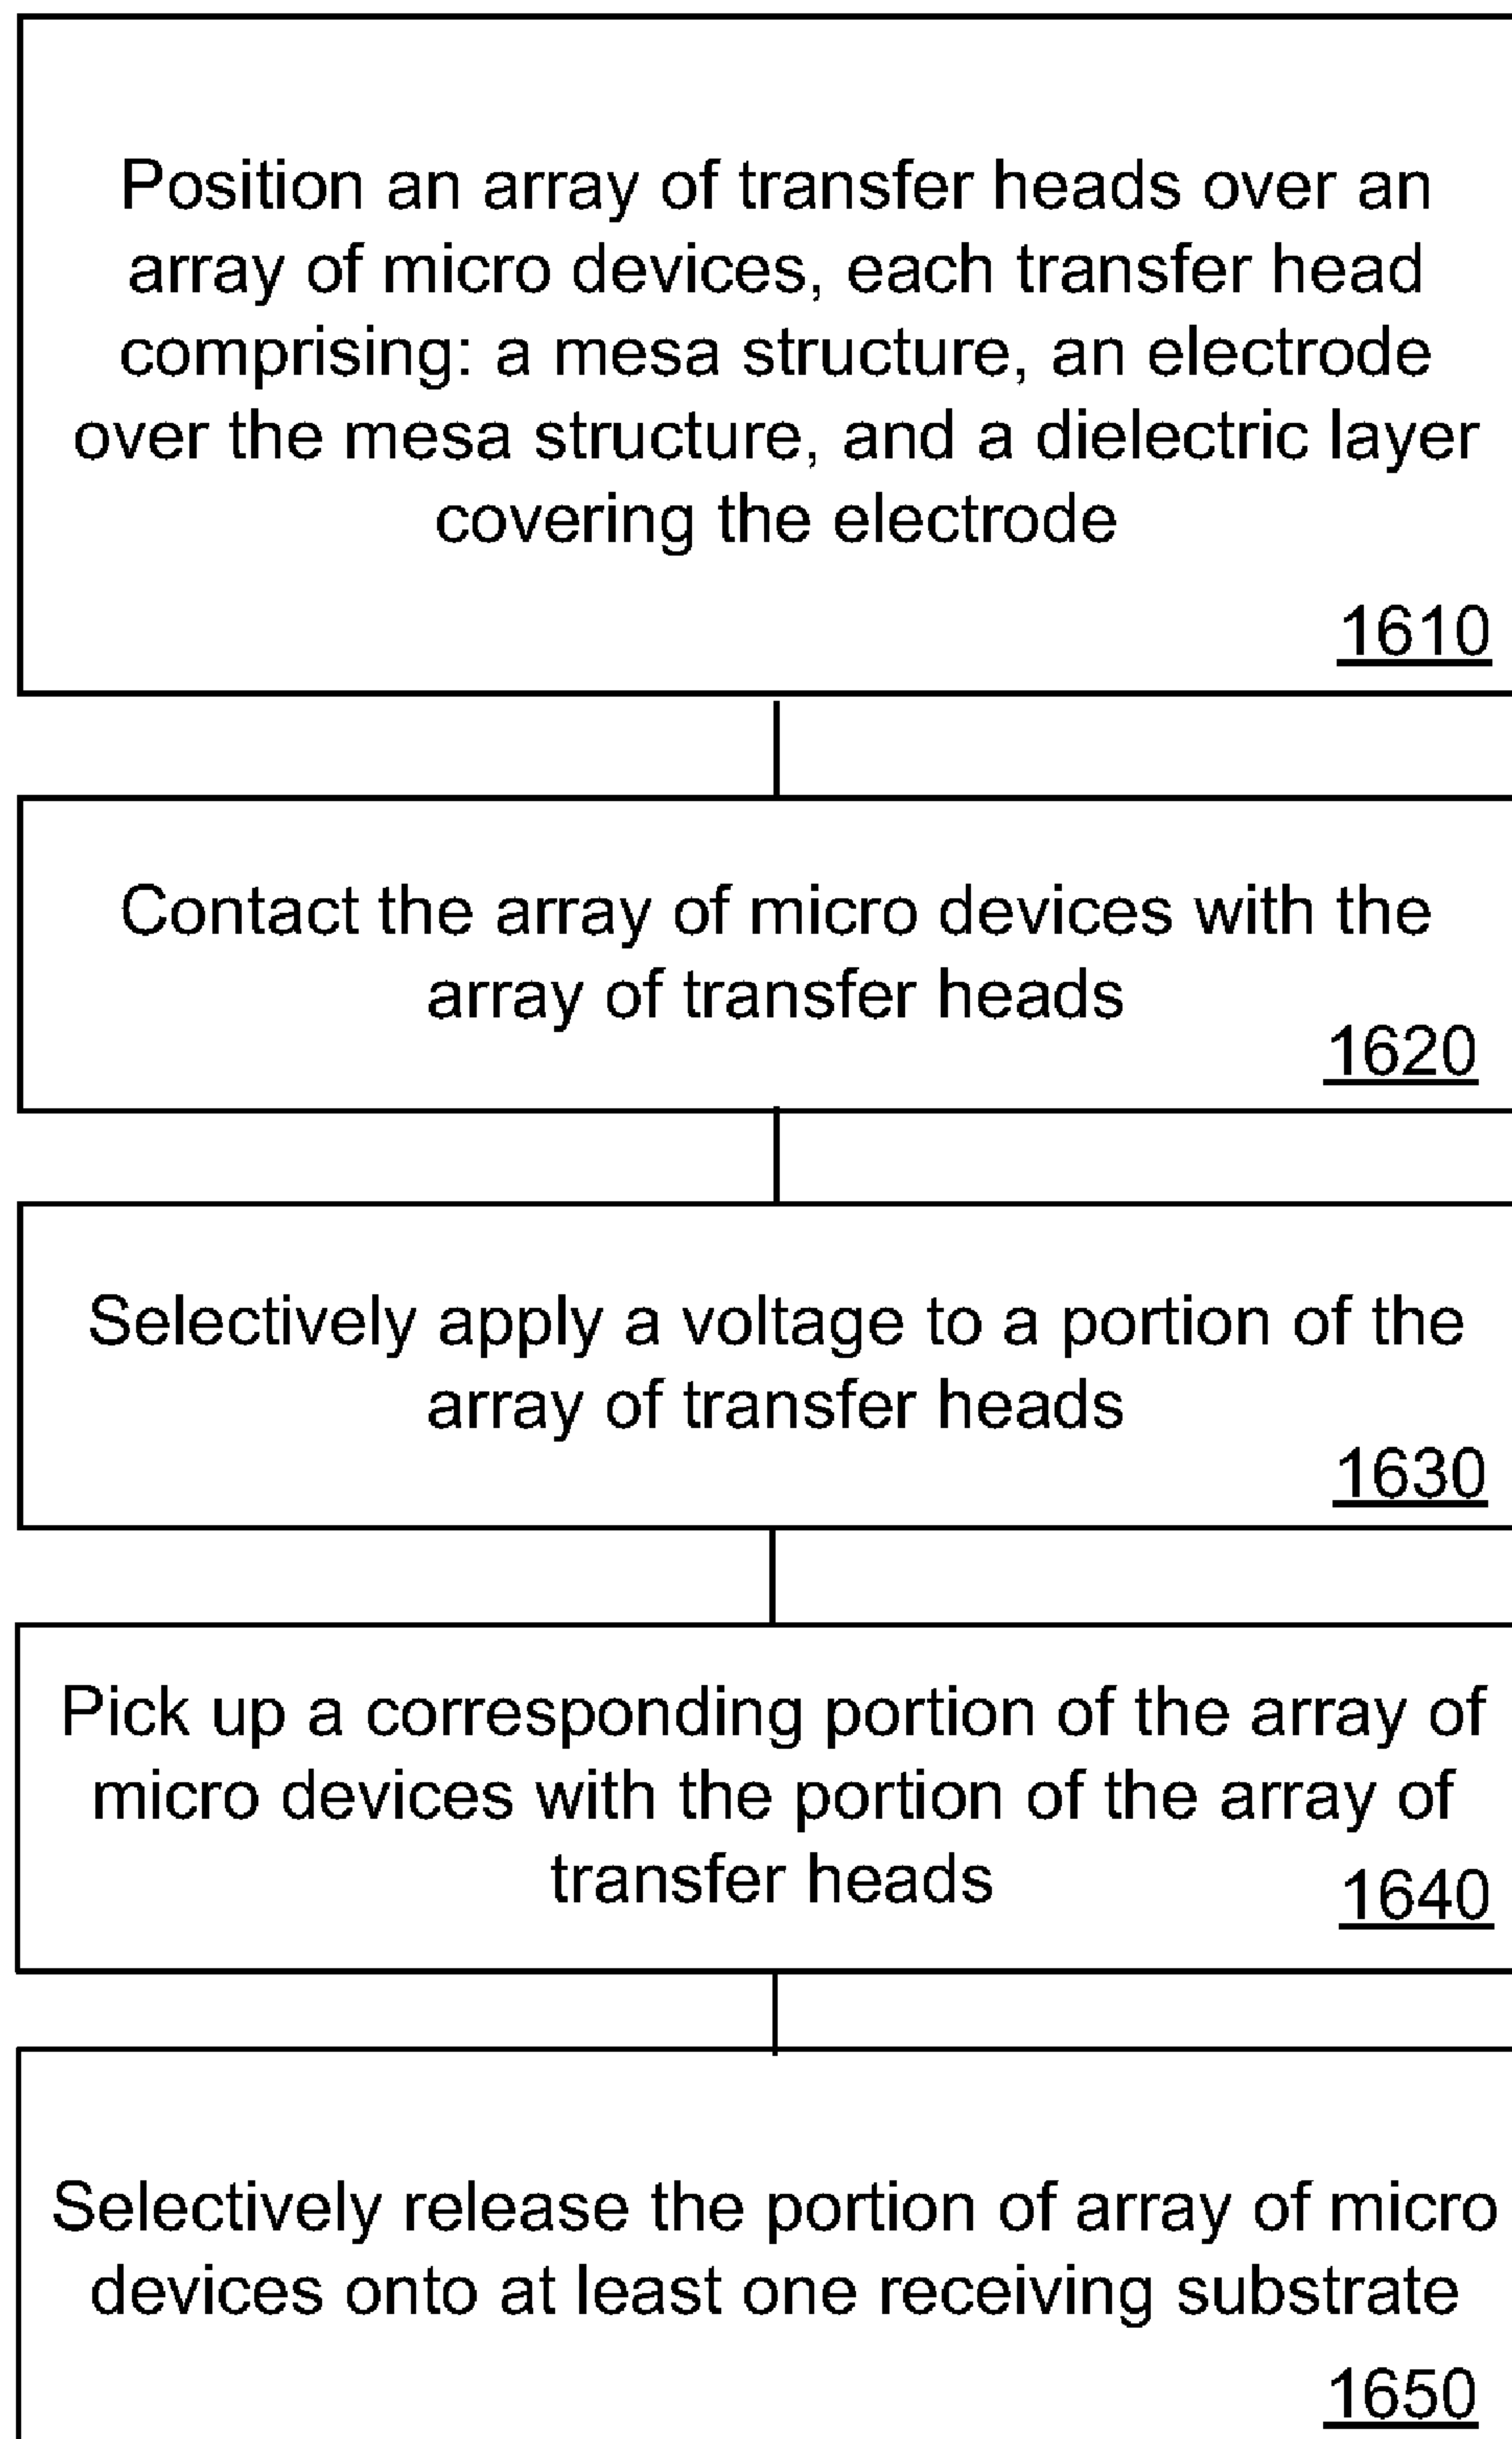 Position an array of transfer heads over an
array of micro devices, each transfer head
comprising: a mesa structure, an electrode
over the mesa structure, and a dielectric layer
covering the electrode
1610
Contact the array of micro devices with the
array of transfer heads
1620
Selectively apply a voltage to a portion of the
array of transfer heads
1630
Pick up a corresponding portion of the array of
micro devices with the portion of the array of
transfer heads
1640
Selectively release the portion of array of micro
devices onto at least one receiving substrate
1650